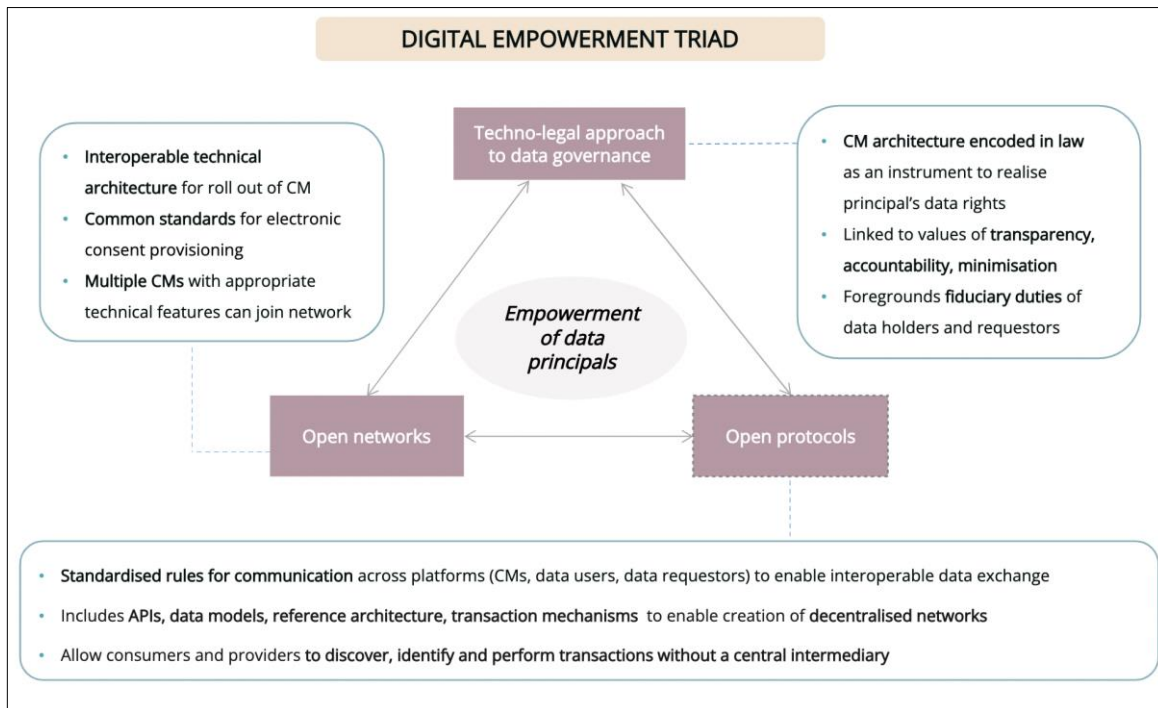 DIGITAL EMPOWERMENT TRIAD
Techno-legal approach
to data governance
• Interoperable technical
architecture for roll out of CM
• Common standards for electronic
consent provisioning
• Multiple CMs with appropriate
technical features can join network
• CM architecture encoded in law
as an instrument to realise
principal’s data rights
• Linked to values of transparency,
accountability, minimisation
• Foregrounds fiduciary duties of
data holders and requestors
Empowerment
of data
principals
Open networks
Open protocols
• Standardised rules for communication across platforms (CMs, data users, data requestors) to enable interoperable data exchange
• Includes APIs, data models, reference architecture, transaction mechanisms to enable creation of decentralised networks
• Allow consumers and providers to discover, identify and perform transactions without a central intermediary